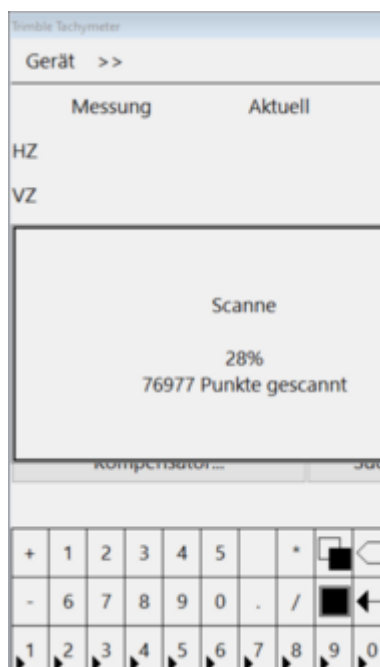 Trimble Tachymeter
Gerät >>
Messung Aktuell
HZ
VZ
Scanne
28%
76977 Punkte gescannt
Kompensator...
+ 1 2 3 4 5 *
- 6 7 8 9 0 . /
1 2 3 4 5 6 7 8 9 0